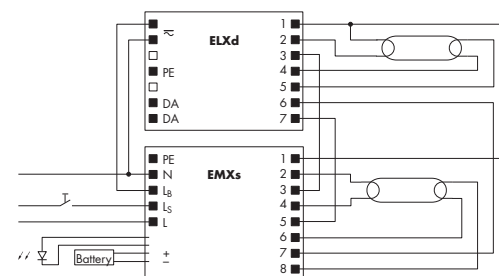 ~ ELXd 1
2
3
PE 4
5
DA 6
DA 7
PE 1
N EMXs 2
LB 3
LS 4
L 5
6
+ 7
Battery − 8